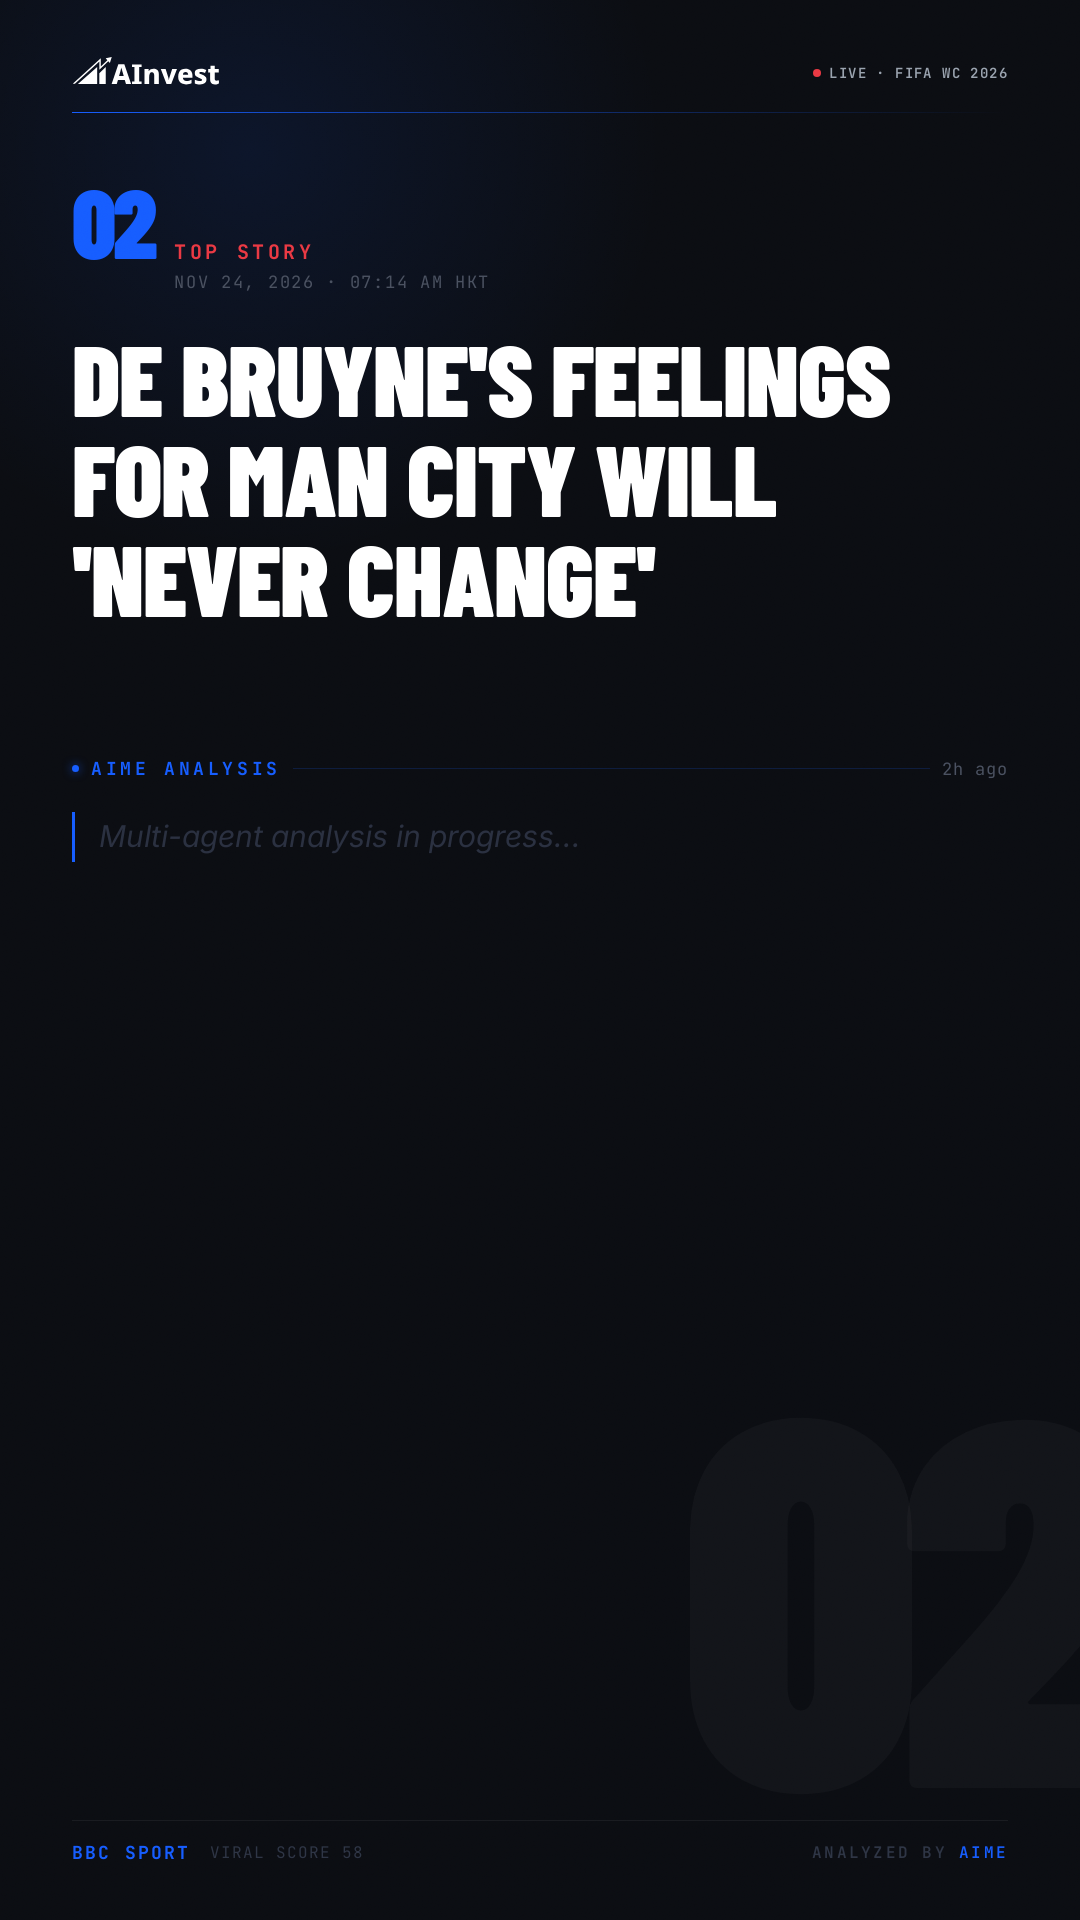 AInvest
LIVE · FIFA WC 2026
02
TOP STORY
NOV 24, 2026 · 07:14 AM HKT
DE BRUYNE'S FEELINGS
FOR MAN CITY WILL
'NEVER CHANGE'
AIME ANALYSIS
2h ago
Multi-agent analysis in progress...
02
BBC SPORT VIRAL SCORE 58
ANALYZED BY AIME